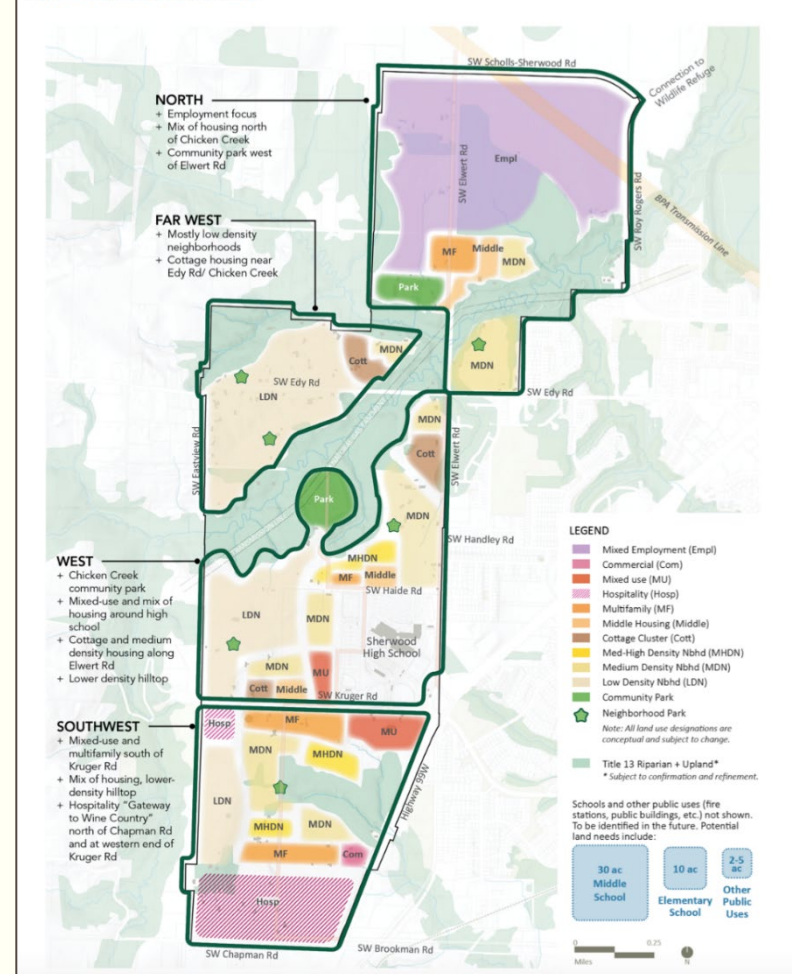 SW Scholls-Sherwood Rd
Connection to
Wildlife Refuge
NORTH
+ Employment focus
+ Mix of housing north
of Chicken Creek
+ Community park west
of Elwert Rd
SW Elwert Rd
Empl
SW Roy Rogers Rd
BPA Transmission Line
FAR WEST
+ Mostly low density
neighborhoods
+ Cottage housing near
Edy Rd/ Chicken Creek
MF
Middle
MDN
Park
Cott
MDN
MDN
SW Edy Rd
LDN
SW Edy Rd
SW Eastview Rd
MDN
Cott
SW Elwert Rd
Park
MDN
SW Handley Rd
WEST
+ Chicken Creek
community park
+ Mixed-use and mix of
housing around high
school
+ Cottage and medium
density housing along
Elwert Rd
+ Lower density hilltop
MHDN
MF
Middle
SW Haide Rd
LDN
MDN
Sherwood
High School
MDN
MU
Cott
Middle
SW Kruger Rd
SOUTHWEST
+ Mixed-use and
multifamily south of
Kruger Rd
+ Mix of housing, lower-
density hilltop
+ Hospitality "Gateway
to Wine Country"
north of Chapman Rd
and at western end of
Kruger Rd
Hosp
MF
MU
MDN
MHDN
LDN
Highway 99W
MHDN
MDN
MF
Com
Hosp
SW Chapman Rd
SW Brookman Rd
LEGEND
Mixed Employment (Empl)
Commercial (Com)
Mixed use (MU)
Hospitality (Hosp)
Multifamily (MF)
Middle Housing (Middle)
Cottage Cluster (Cott)
Med-High Density Nbhd (MHDN)
Medium Density Nbhd (MDN)
Low Density Nbhd (LDN)
Community Park
Neighborhood Park
Note: All land use designations are
conceptual and subject to change.
Title 13 Riparian + Upland*
* Subject to confirmation and refinement.
Schools and other public uses (fire
stations, public buildings, etc.) not shown.
To be identified in the future. Potential
land needs include:
30 ac
Middle
School
10 ac
Elementary
School
2-5
ac
Other
Public
Uses
0
0.25
Miles
N